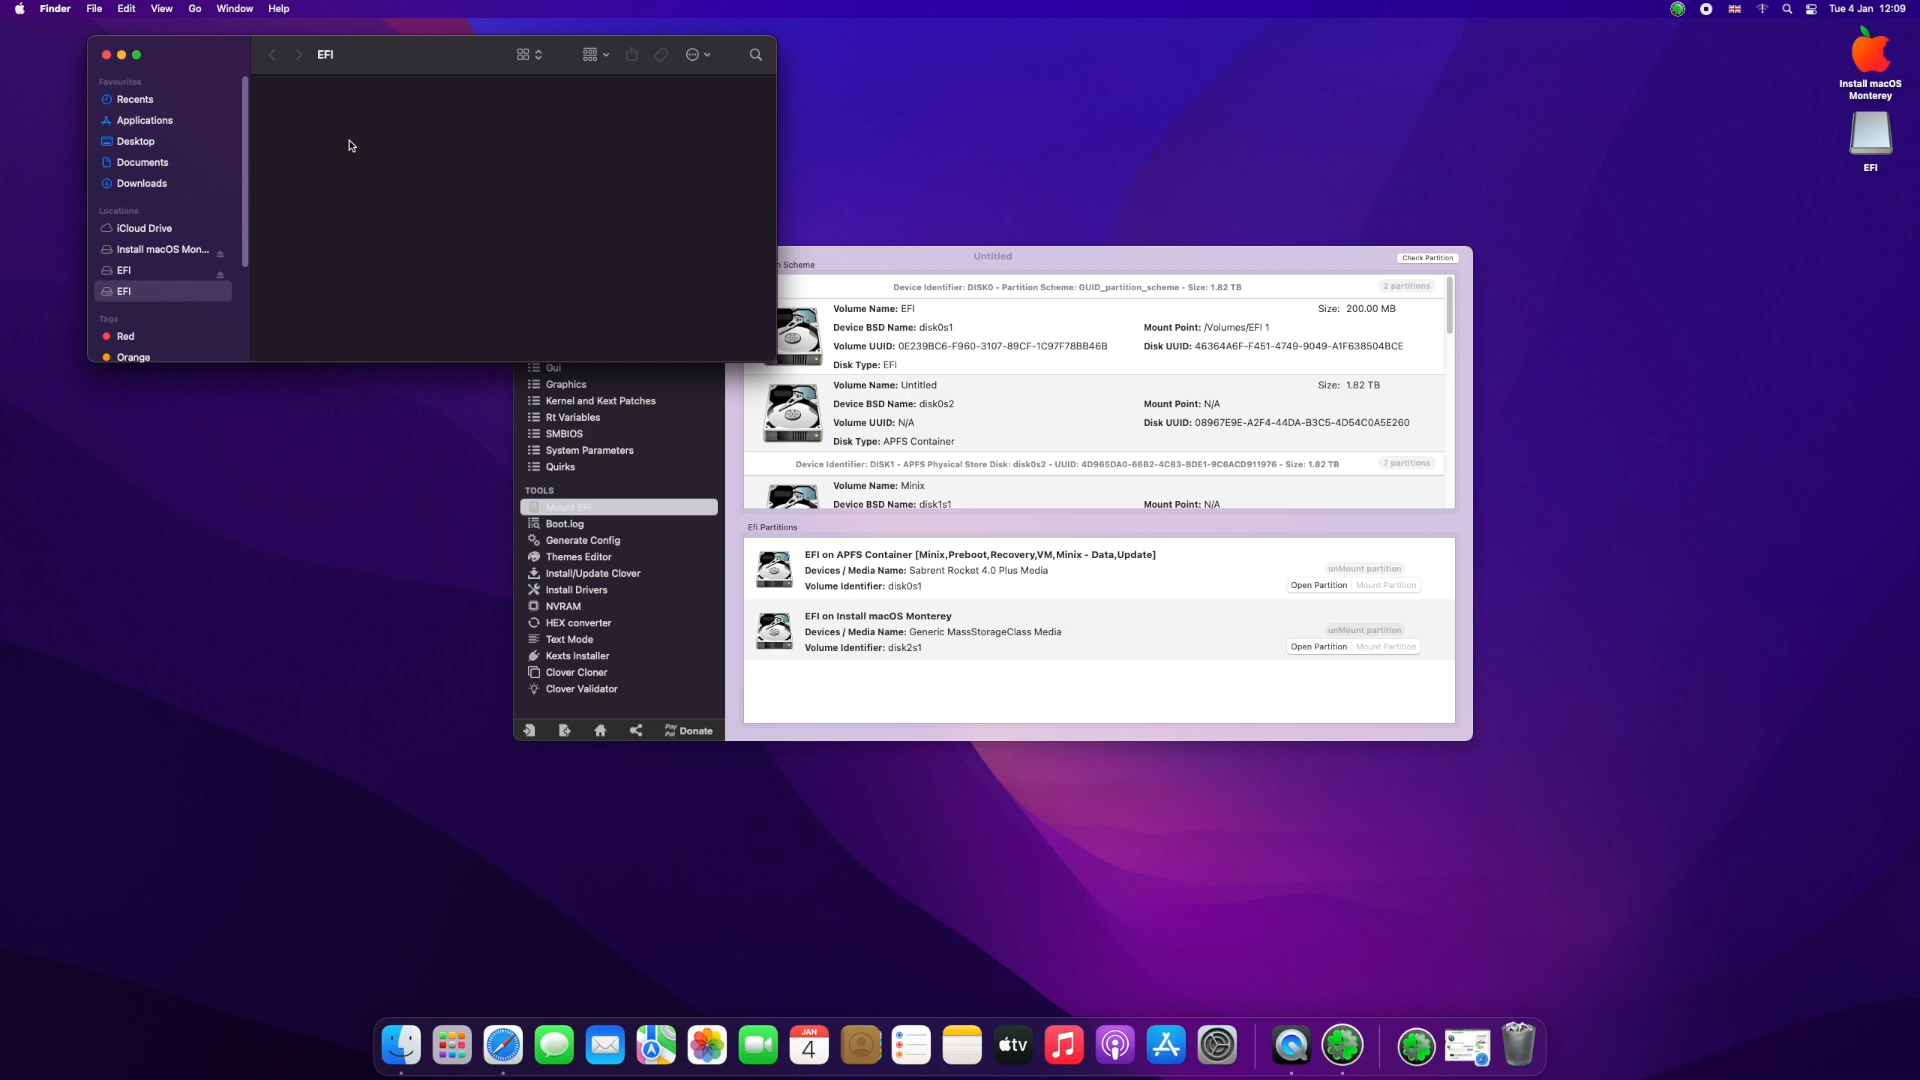 Finder File Edit View Go Window Help
Tue 4 Jan 12:09
EFI
Favourites
Recents
Applications
Desktop
Documents
Downloads
Locations
iCloud Drive
Install macOS Mon...
EFI
EFI
Tags
Red
Orange
Install macOS
Monterey
EFI
Untitled
Check Partition
Scheme
Device Identifier: DISK0 - Partition Scheme: GUID_partition_scheme - Size: 1.82 TB
2 partitions
Volume Name: EFI
Size: 200.00 MB
Device BSD Name: disk0s1
Mount Point: /Volumes/EFI 1
Volume UUID: 0E239BC6-F960-3107-89CF-1C97F78BB46B
Disk UUID: 46364A6F-F451-4749-9049-A1F638504BCE
Disk Type: EFI
Volume Name: Untitled
Size: 1.82 TB
Device BSD Name: disk0s2
Mount Point: N/A
Volume UUID: N/A
Disk UUID: 08967E9E-A2F4-44DA-B3C5-4D54C0A5E260
Disk Type: APFS Container
Device Identifier: DISK1 - APFS Physical Store Disk: disk0s2 - UUID: 4D965DA0-66B2-4C83-BDE1-9C6ACD911976 - Size: 1.82 TB
7 partitions
Volume Name: Minix
Device BSD Name: disk1s1
Mount Point: N/A
Gui
Graphics
Kernel and Kext Patches
Rt Variables
SMBIOS
System Parameters
Quirks
TOOLS
Mount EFI
Boot.log
Generate Config
Themes Editor
Install/Update Clover
Install Drivers
NVRAM
HEX converter
Text Mode
Kexts Installer
Clover Cloner
Clover Validator
Pay
Pal
Donate
Efi Partitions
EFI on APFS Container [Minix,Preboot,Recovery,VM,Minix - Data,Update]
Devices / Media Name: Sabrent Rocket 4.0 Plus Media
unMount partition
Volume Identifier: disk0s1
Open Partition Mount Partition
EFI on Install macOS Monterey
Devices / Media Name: Generic MassStorageClass Media
unMount partition
Volume Identifier: disk2s1
Open Partition Mount Partition
JAN
4
tv